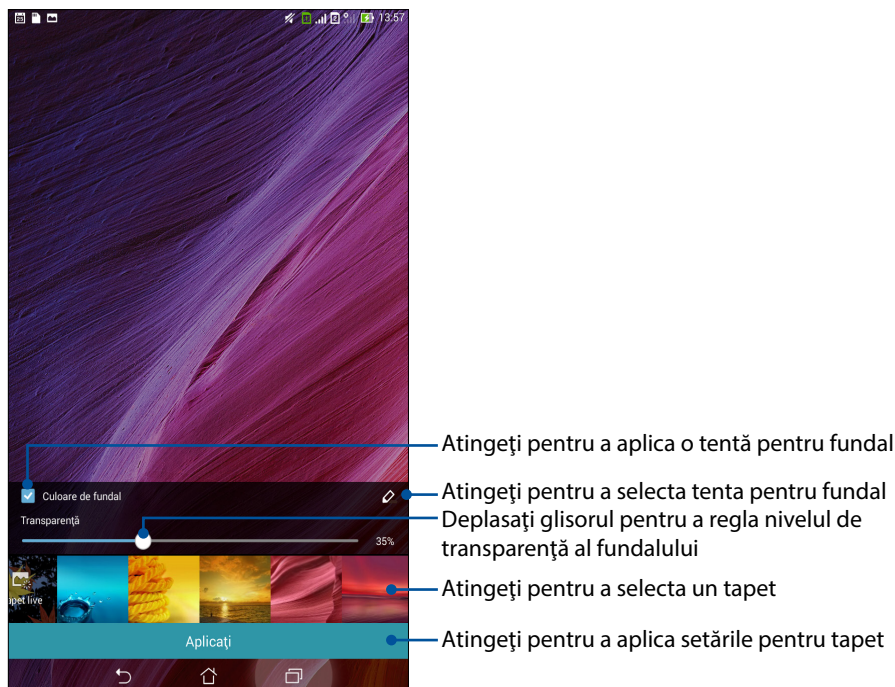 13:57
Atingeţi pentru a aplica o tentă pentru fundal
Culoare de fundal
Atingeţi pentru a selecta tenta pentru fundal
Transparenţă
35%
Deplasați glisorul pentru a regla nivelul de
transparenţă al fundalului
apet live
Atingeţi pentru a selecta un tapet
Aplicaţi
Atingeţi pentru a aplica setările pentru tapet